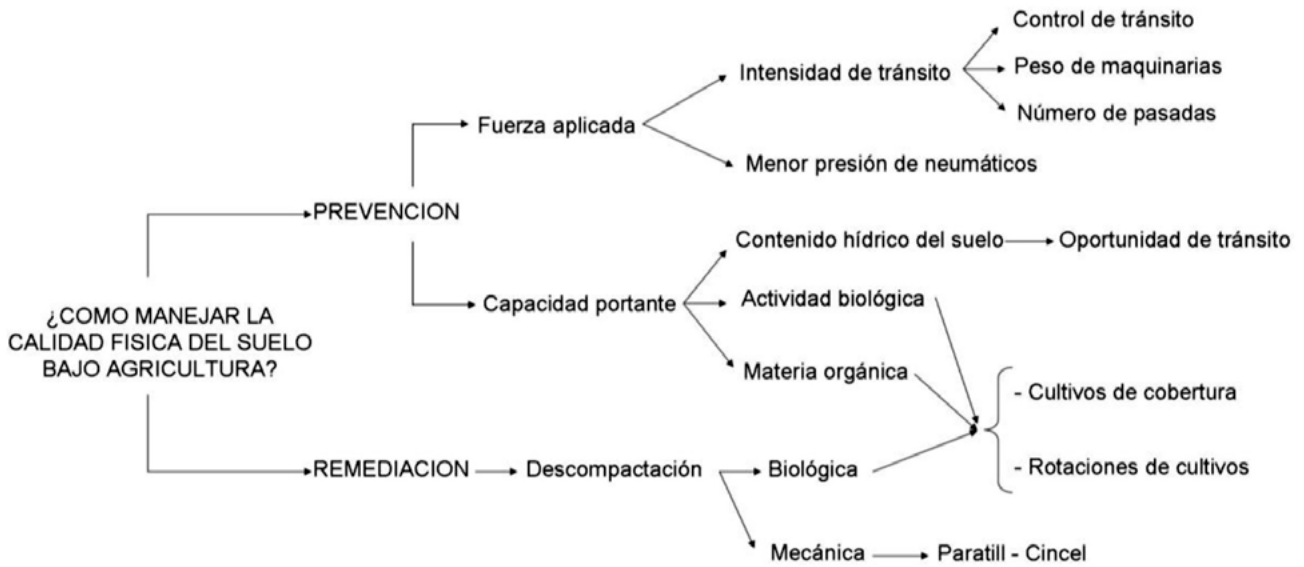 Control de tránsito
Intensidad de tránsito
Peso de maquinarias
Número de pasadas
Fuerza aplicada
Menor presión de neumáticos
PREVENCION
Contenido hídrico del suelo
Oportunidad de tránsito
Capacidad portante
Actividad biológica
Materia orgánica
¿COMO MANEJAR LA
CALIDAD FISICA DEL SUELO
BAJO AGRICULTURA?
- Cultivos de cobertura
- Rotaciones de cultivos
REMEDIACION
Descompactación
Biológica
Mecánica
Paratill - Cincel